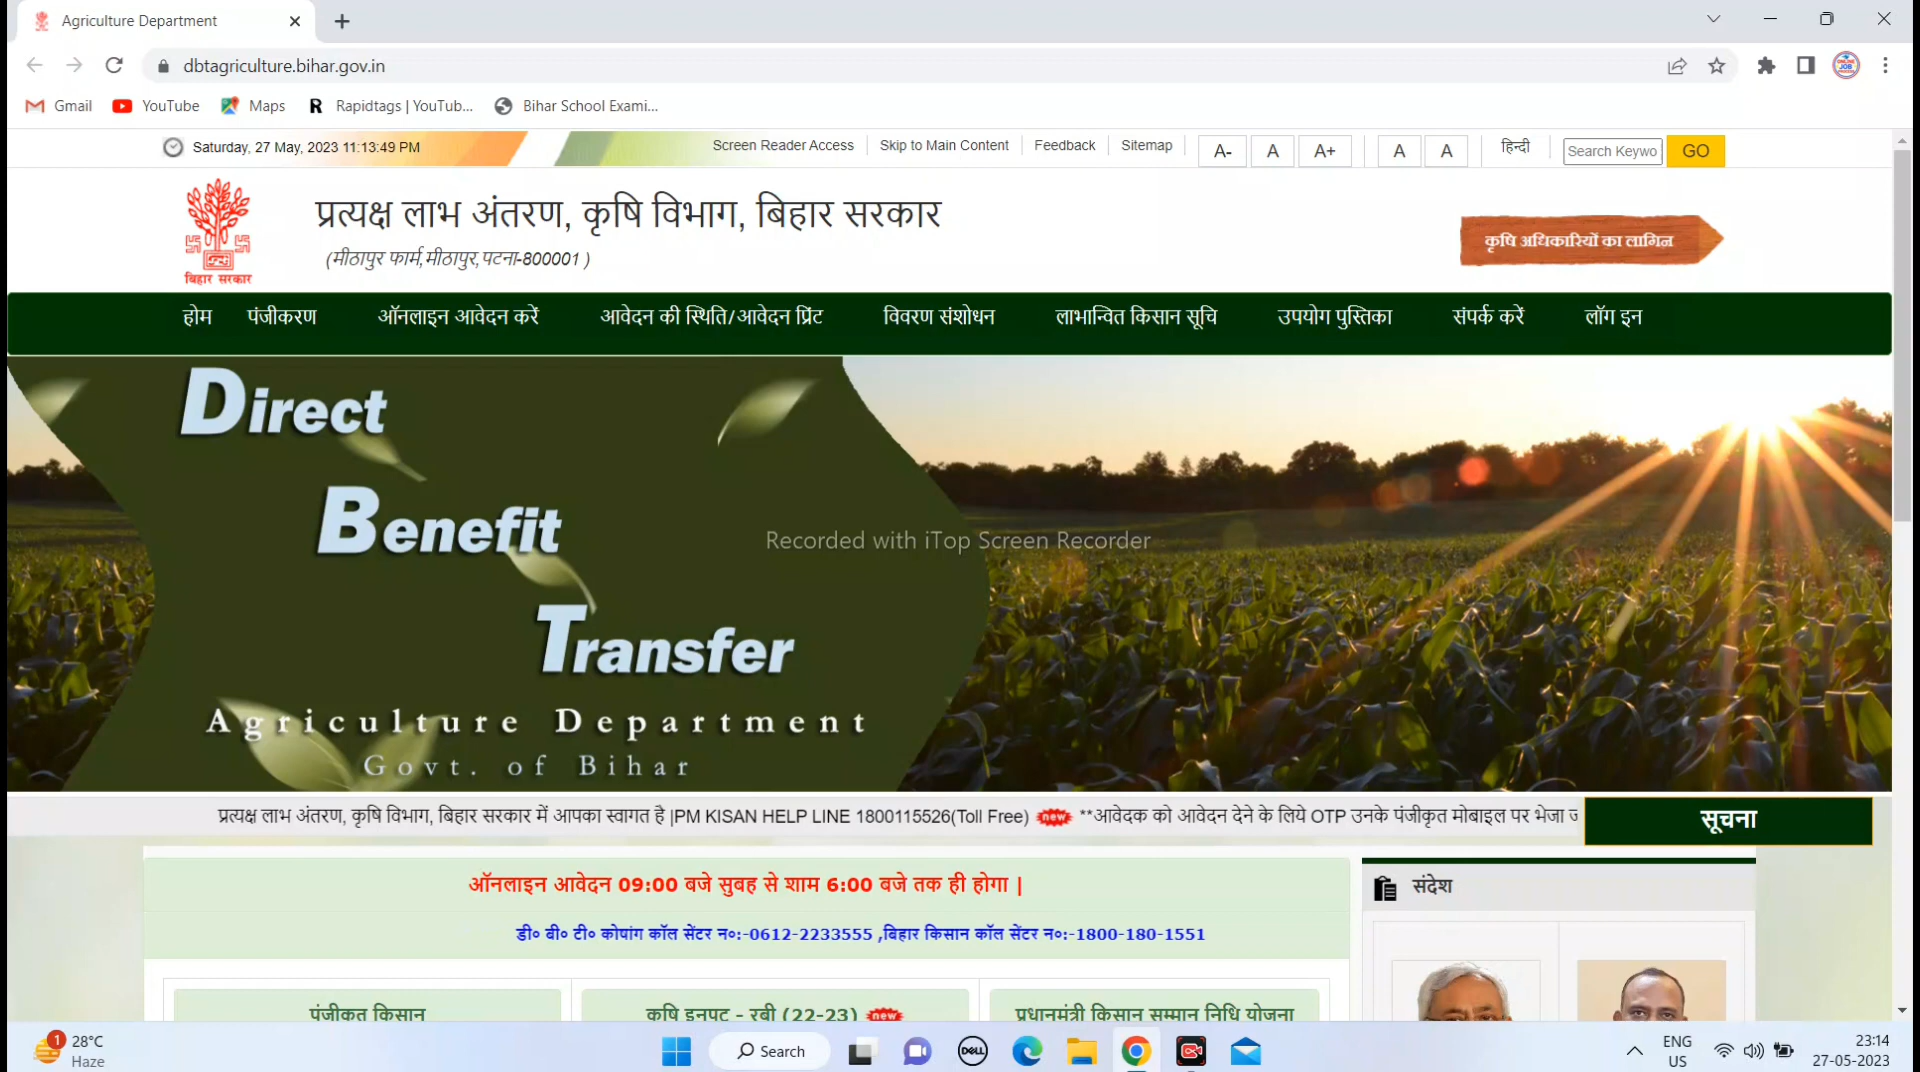 Agriculture Department
dbtagriculture.bihar.gov.in
Gmail YouTube Maps Rapidtags | YouTub... Bihar School Exami...
Saturday, 27 May, 2023 11:13:49 PM Screen Reader Access Skip to Main Content Feedback Sitemap A- A A+ A A हिन्दी Search Keywo GO
प्रत्यक्ष लाभ अंतरण, कृषि विभाग, बिहार सरकार
(मीठापुर फार्म,मीठापुर,पटना-800001 )
बिहार सरकार
कृषि अधिकारियों का लागिन
होम पंजीकरण ऑनलाइन आवेदन करें आवेदन की स्थिति/आवेदन प्रिंट विवरण संशोधन लाभान्वित किसान सूचि उपयोग पुस्तिका संपर्क करें लॉग इन
Direct
Benefit
Recorded with iTop Screen Recorder
Transfer
Agriculture Department
Govt. of Bihar
प्रत्यक्ष लाभ अंतरण, कृषि विभाग, बिहार सरकार में आपका स्वागत है |PM KISAN HELP LINE 1800115526(Toll Free) new **आवेदक को आवेदन देने के लिये OTP उनके पंजीकृत मोबाइल पर भेजा सूचना
ऑनलाइन आवेदन 09:00 बजे सुबह से शाम 6:00 बजे तक ही होगा |
संदेश
डी० बी० टी० कोषांग कॉल सेंटर न०:-0612-2233555 ,बिहार किसान कॉल सेंटर न०:-1800-180-1551
पंजीकृत किसान कृषि इनपुट - रबी (22-23) new प्रधानमंत्री किसान सम्मान निधि योजना
1 28°C
Haze
Search
DELL
ENG
US
23:14
27-05-2023